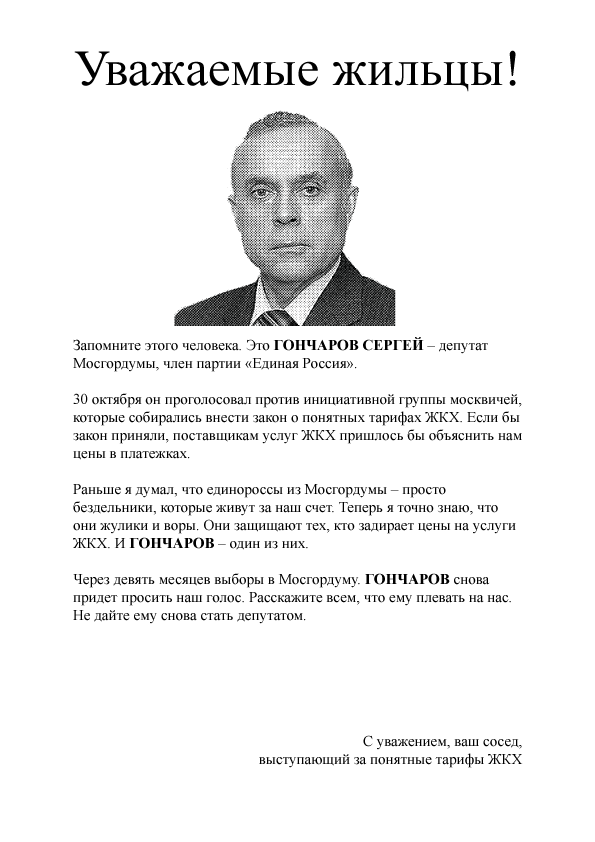 Уважаемые жильцы!
Запомните этого человека. Это ГОНЧАРОВ СЕРГЕЙ – депутат
Мосгордумы, член партии «Единая Россия».
30 октября он проголосовал против инициативной группы москвичей,
которые собирались внести закон о понятных тарифах ЖКХ. Если бы
закон приняли, поставщикам услуг ЖКХ пришлось бы объяснить нам
цены в платежках.
Раньше я думал, что единороссы из Мосгордумы – просто
бездельники, которые живут за наш счет. Теперь я точно знаю, что
они жулики и воры. Они защищают тех, кто задирает цены на услуги
ЖКХ. И ГОНЧАРОВ – один из них.
Через девять месяцев выборы в Мосгордуму. ГОНЧАРОВ снова
придет просить наш голос. Расскажите всем, что ему плевать на нас.
Не дайте ему снова стать депутатом.
С уважением, ваш сосед,
выступающий за понятные тарифы ЖКХ